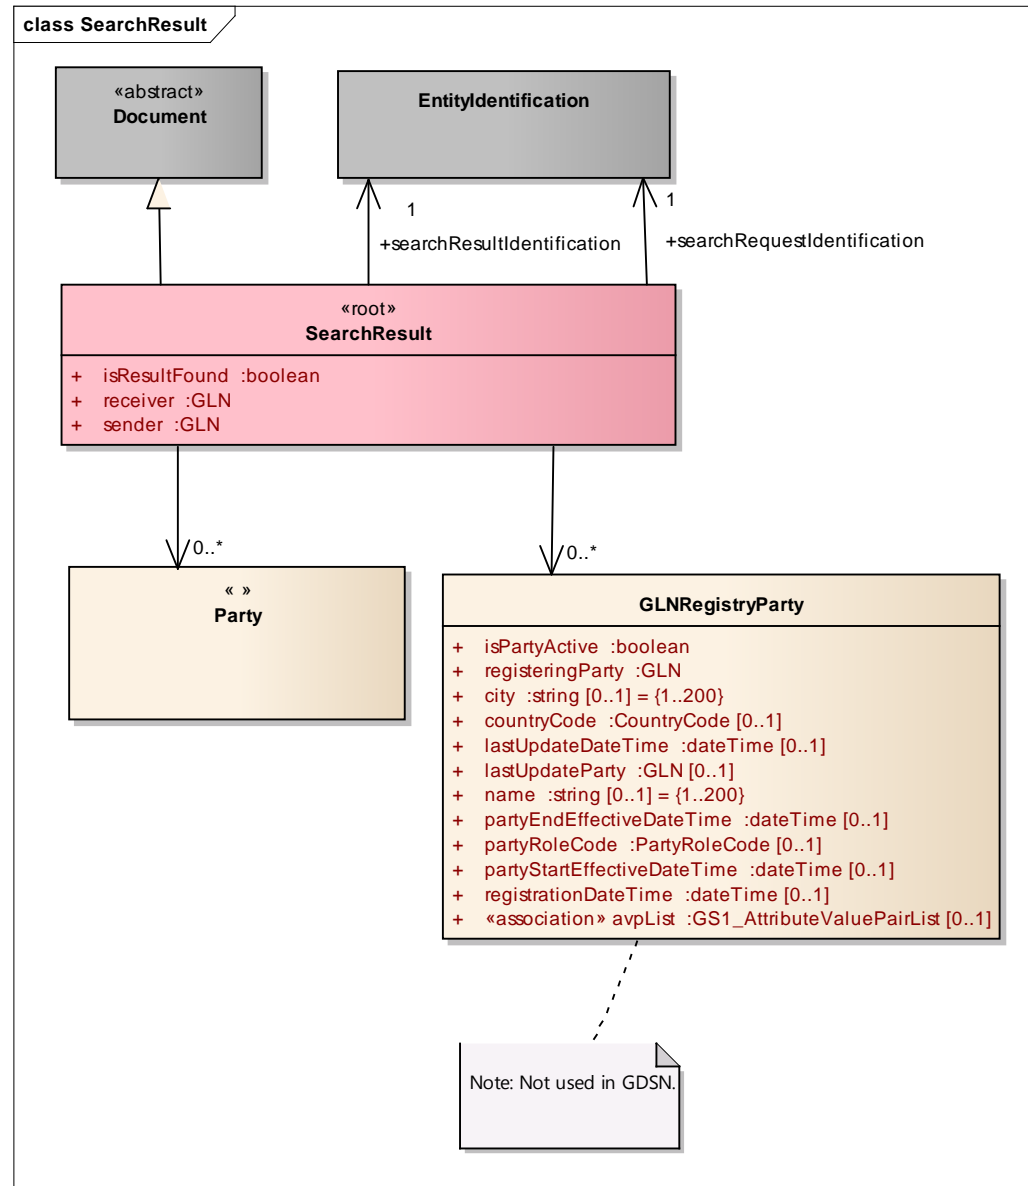 class SearchResult
«abstract»
Document
EntityIdentification
1
+searchResultIdentification
1
+searchRequestIdentification
«root»
SearchResult
+ isResultFound :boolean
+ receiver :GLN
+ sender :GLN
0..*
0..*
« »
Party
GLNRegistryParty
+ isPartyActive :boolean
+ registeringParty :GLN
+ city :string [0..1] = {1..200}
+ countryCode :CountryCode [0..1]
+ lastUpdateDateTime :dateTime [0..1]
+ lastUpdateParty :GLN [0..1]
+ name :string [0..1] = {1..200}
+ partyEndEffectiveDateTime :dateTime [0..1]
+ partyRoleCode :PartyRoleCode [0..1]
+ partyStartEffectiveDateTime :dateTime [0..1]
+ registrationDateTime :dateTime [0..1]
+ «association» avpList :GS1_AttributeValuePairList [0..1]
Note: Not used in GDSN.